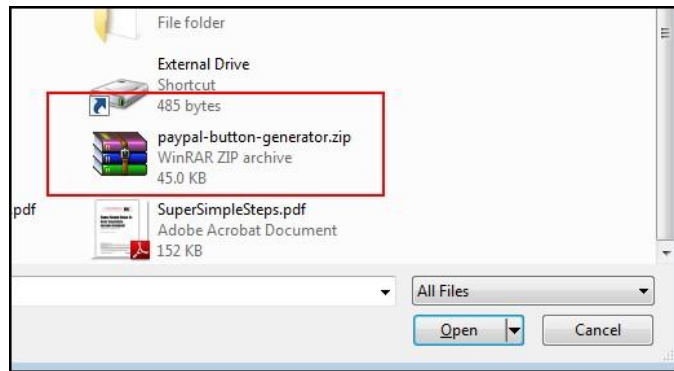 File folder
External Drive
Shortcut
485 bytes
paypal-button-generator.zip
WinRAR ZIP archive
45.0 KB
.pdf
SuperSimpleSteps.pdf
Adobe Acrobat Document
152 KB
All Files
Open
Cancel